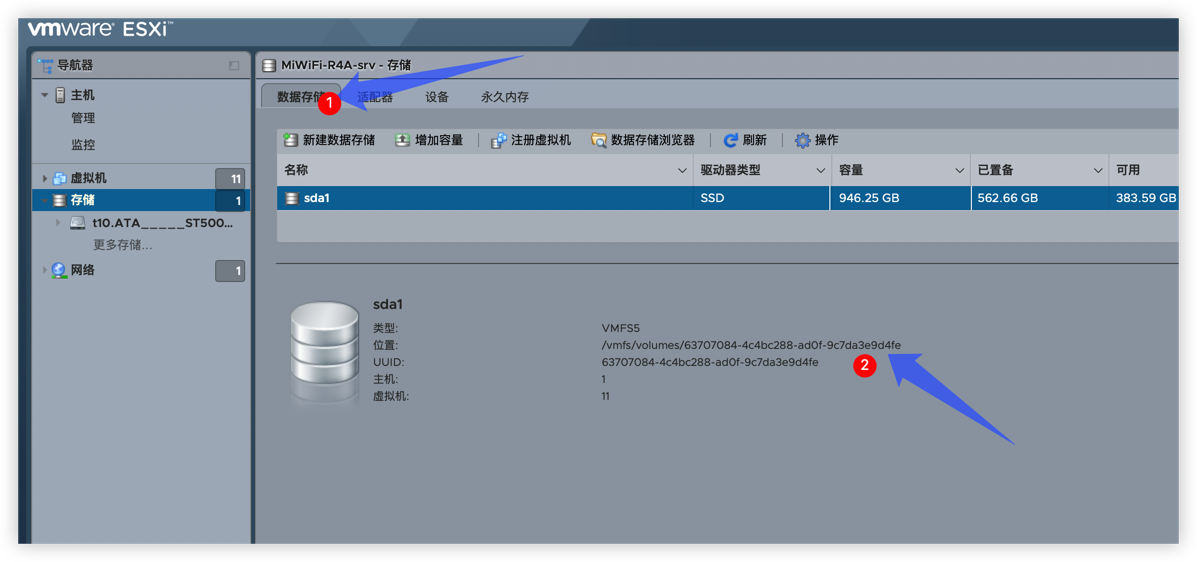 vmware ESXi™
导航器
主机
管理
监控
虚拟机 11
存储 1
t10.ATA_____ST500...
更多存储...
网络 1
MiWiFi-R4A-srv - 存储
数据存储 1 适配器 设备 永久内存
新建数据存储 增加容量 注册虚拟机 数据存储浏览器 刷新 操作
名称 驱动器类型 容量 已置备 可用
sda1 SSD 946.25 GB 562.66 GB 383.59 GB
sda1
类型: VMFS5
位置: /vmfs/volumes/63707084-4c4bc288-ad0f-9c7da3e9d4fe
UUID: 63707084-4c4bc288-ad0f-9c7da3e9d4fe
2
主机: 1
虚拟机: 11